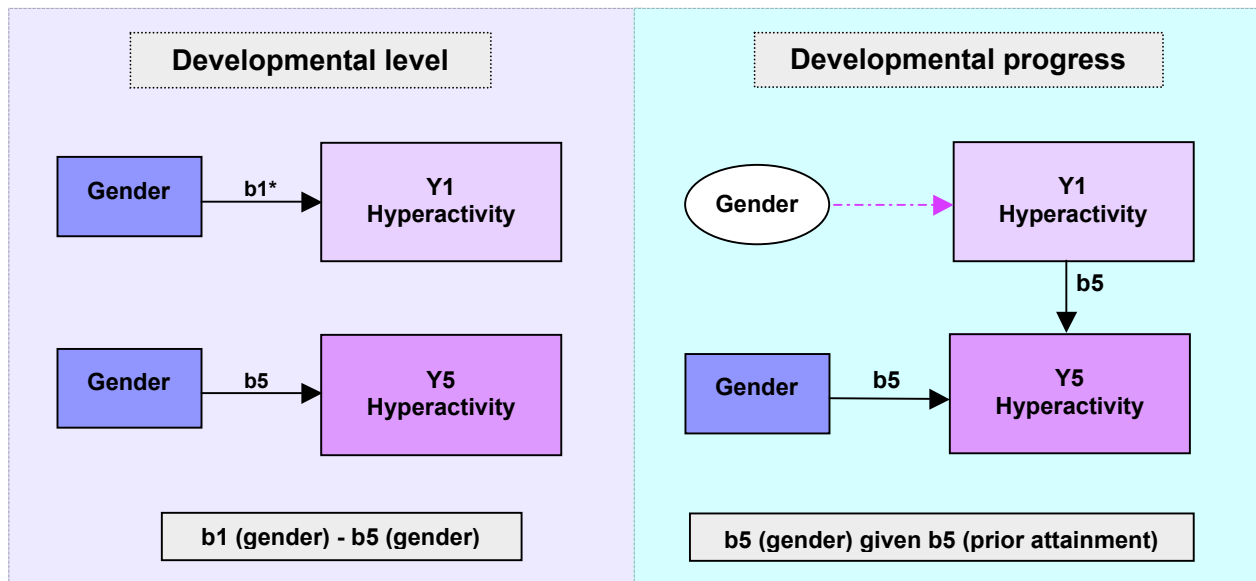 Developmental level
Gender
b1*
Y1
Hyperactivity
Gender
b5
Y5
Hyperactivity
b1 (gender) - b5 (gender)
Developmental progress
Gender
Y1
Hyperactivity
b5
Gender
b5
Y5
Hyperactivity
b5 (gender) given b5 (prior attainment)